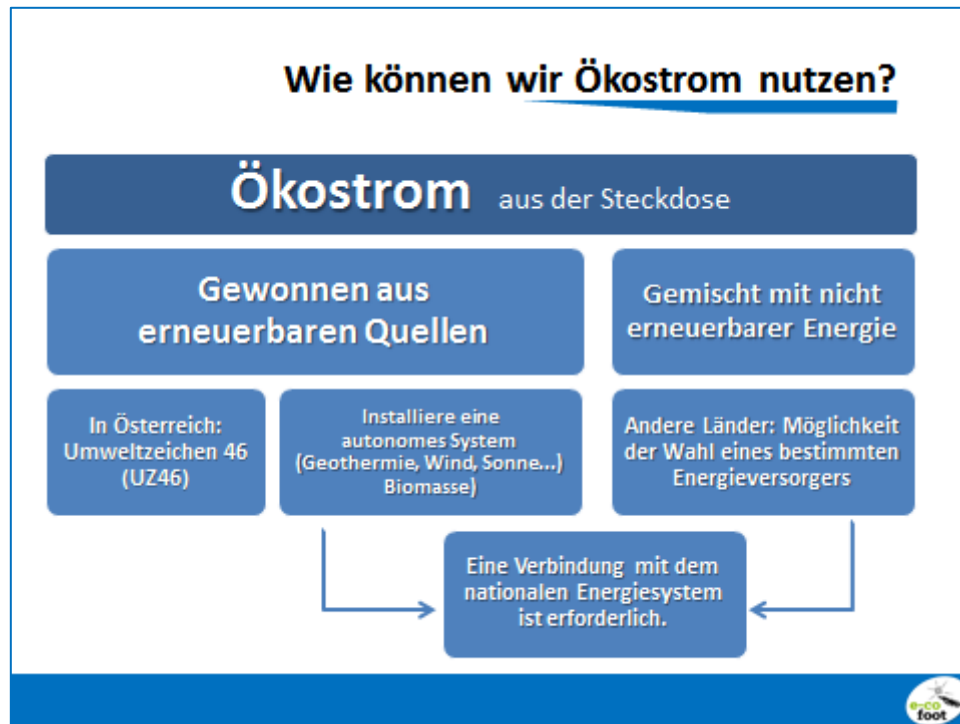 Wie können wir Ökostrom nutzen?
Ökostrom aus der Steckdose
Gewonnen aus
erneuerbaren Quellen
Gemischt mit nicht
erneuerbarer Energie
In Österreich:
Umweltzeichen 46
(UZ46)
Installiere eine
autonomes System
(Geothermie, Wind, Sonne...)
Biomasse)
Andere Länder: Möglichkeit
der Wahl eines bestimmten
Energieversorgers
Eine Verbindung mit dem
nationalen Energiesystem
ist erforderlich.
e-co
foot